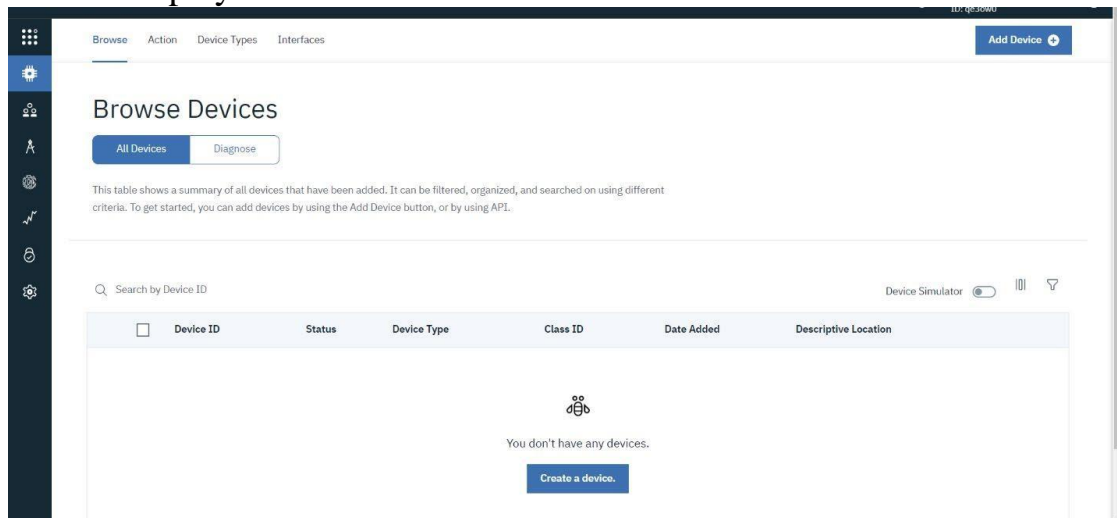 ID: qe36w0
Browse Action Device Types Interfaces
Add Device
Browse Devices
All Devices Diagnose
This table shows a summary of all devices that have been added. It can be filtered, organized, and searched on using different
criteria. To get started, you can add devices by using the Add Device button, or by using API.
Search by Device ID
Device Simulator
Device ID Status Device Type Class ID Date Added Descriptive Location
You don't have any devices.
Create a device.